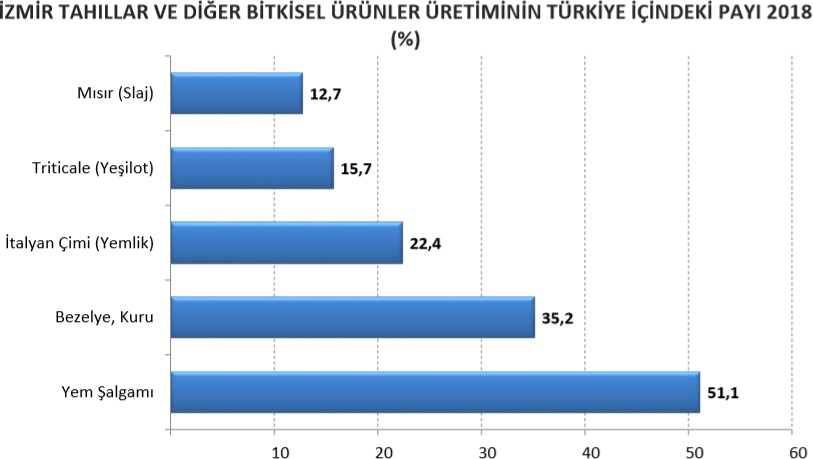 İZMİR TAHILLAR VE DİĞER BİTKİSEL ÜRÜNLER ÜRETİMİNİN TÜRKİYE İÇİNDEKİ PAYI 2018
(%)
Mısır (Slaj)
12,7
Triticale (Yeşilot)
15,7
İtalyan Çimi (Yemlik)
22,4
Bezelye, Kuru
35,2
Yem Şalgamı
51,1
10 20 30 40 50 60